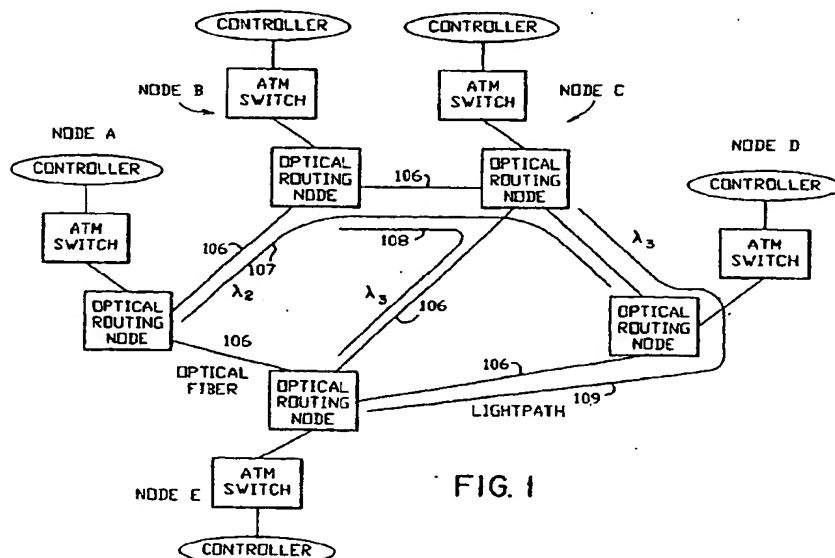 CONTROLLER
CONTROLLER
ATM
SWITCH
ATM
SWITCH
NODE B
NODE C
NODE A
NODE D
CONTROLLER
OPTICAL
ROUTING
NODE
106
OPTICAL
ROUTING
NODE
CONTROLLER
ATM
SWITCH
ATM
SWITCH
106
107
108
λ3
λ2
λ3
106
OPTICAL
ROUTING
NODE
OPTICAL
ROUTING
NODE
106
OPTICAL
FIBER
OPTICAL
ROUTING
NODE
106
LIGHTPATH
109
NODE E
ATM
SWITCH
FIG. 1
CONTROLLER